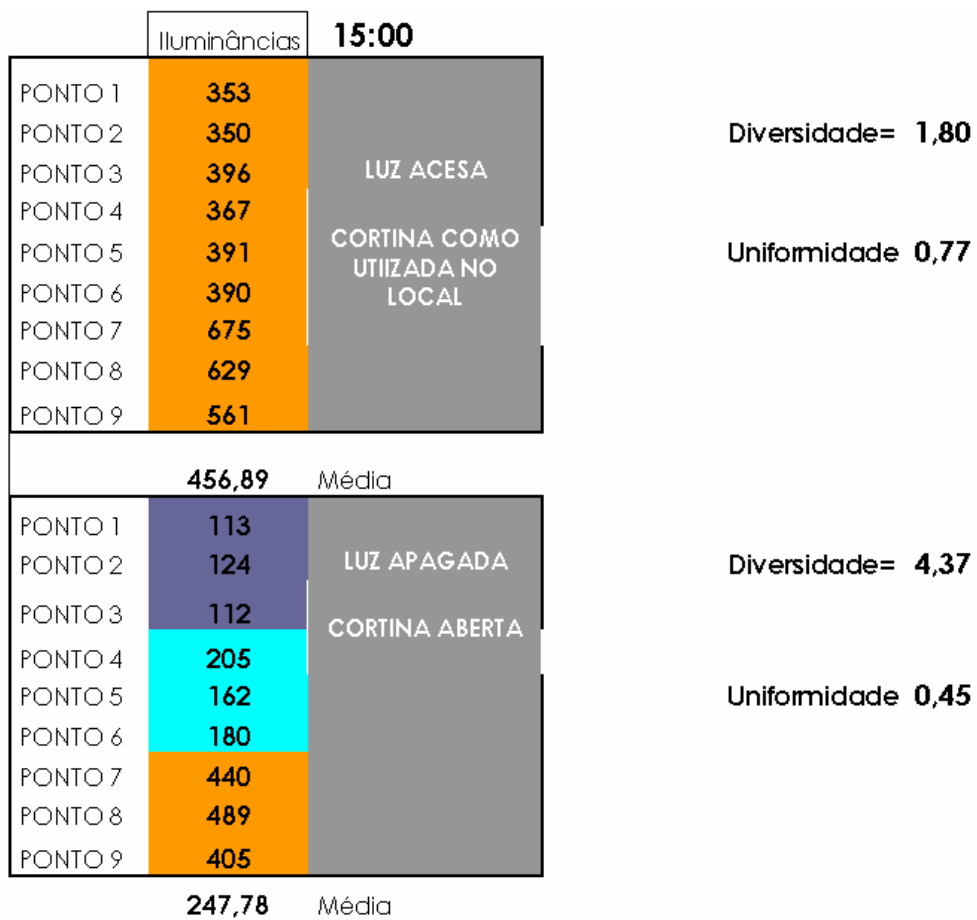 Iluminâncias 15:00
PONTO 1 353
PONTO 2 350 Diversidade= 1,80
PONTO 3 396 LUZ ACESA
PONTO 4 367
PONTO 5 391 CORTINA COMO Uniformidade 0,77
UTIIZADA NO
PONTO 6 390 LOCAL
PONTO 7 675
PONTO 8 629
PONTO 9 561
456,89 Média
PONTO 1 113
PONTO 2 124 LUZ APAGADA Diversidade= 4,37
PONTO 3 112 CORTINA ABERTA
PONTO 4 205
PONTO 5 162 Uniformidade 0,45
PONTO 6 180
PONTO 7 440
PONTO 8 489
PONTO 9 405
247,78 Média